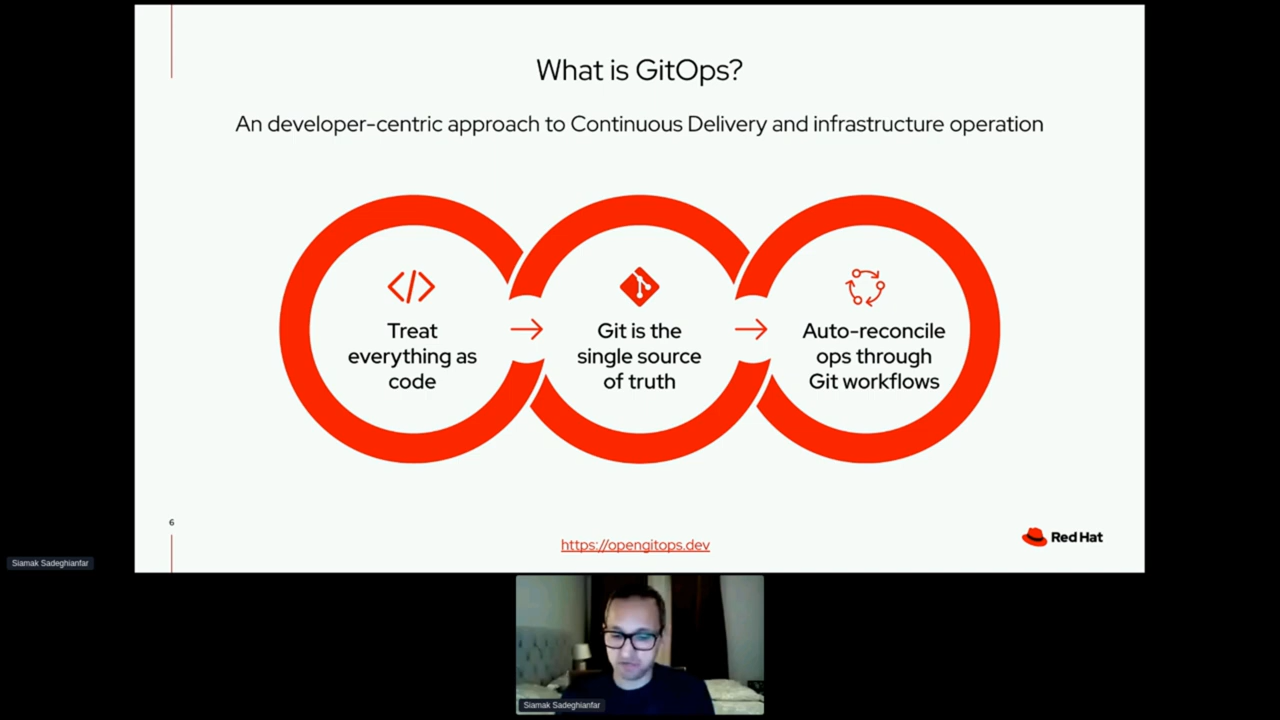 What is GitOps?
An developer-centric approach to Continuous Delivery and infrastructure operation
Treat
everything as
code
Git is the
single source
of truth
Auto-reconcile
ops through
Git workflows
6
https://opengitops.dev
Red Hat
Siamak Sadeghianfar
Siamak Sadeghianfar